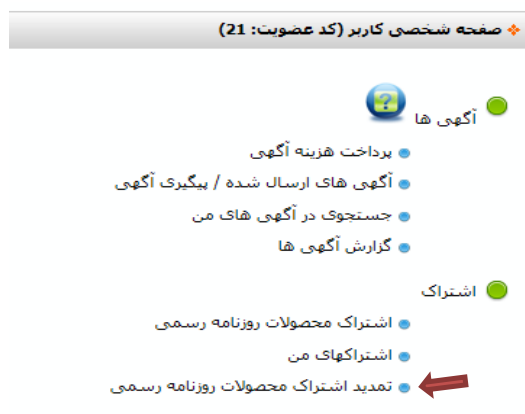 صفحه شخصی کاربر (کد عضویت: 21)
آگهی ها
پرداخت هزینه آگهی
آگهی های ارسال شده / پیگیری آگهی
جستجوی در آگهی های من
گزارش آگهی ها
اشتراک
اشتراک محصولات روزنامه رسمی
اشتراکهای من
تمدید اشتراک محصولات روزنامه رسمی